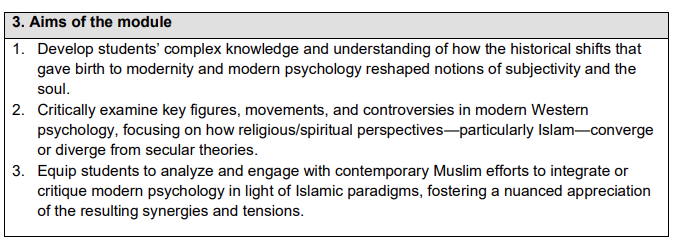 3. Aims of the module
1. Develop students’ complex knowledge and understanding of how the historical shifts that
gave birth to modernity and modern psychology reshaped notions of subjectivity and the
soul.
2. Critically examine key figures, movements, and controversies in modern Western
psychology, focusing on how religious/spiritual perspectives—particularly Islam—converge
or diverge from secular theories.
3. Equip students to analyze and engage with contemporary Muslim efforts to integrate or
critique modern psychology in light of Islamic paradigms, fostering a nuanced appreciation
of the resulting synergies and tensions.